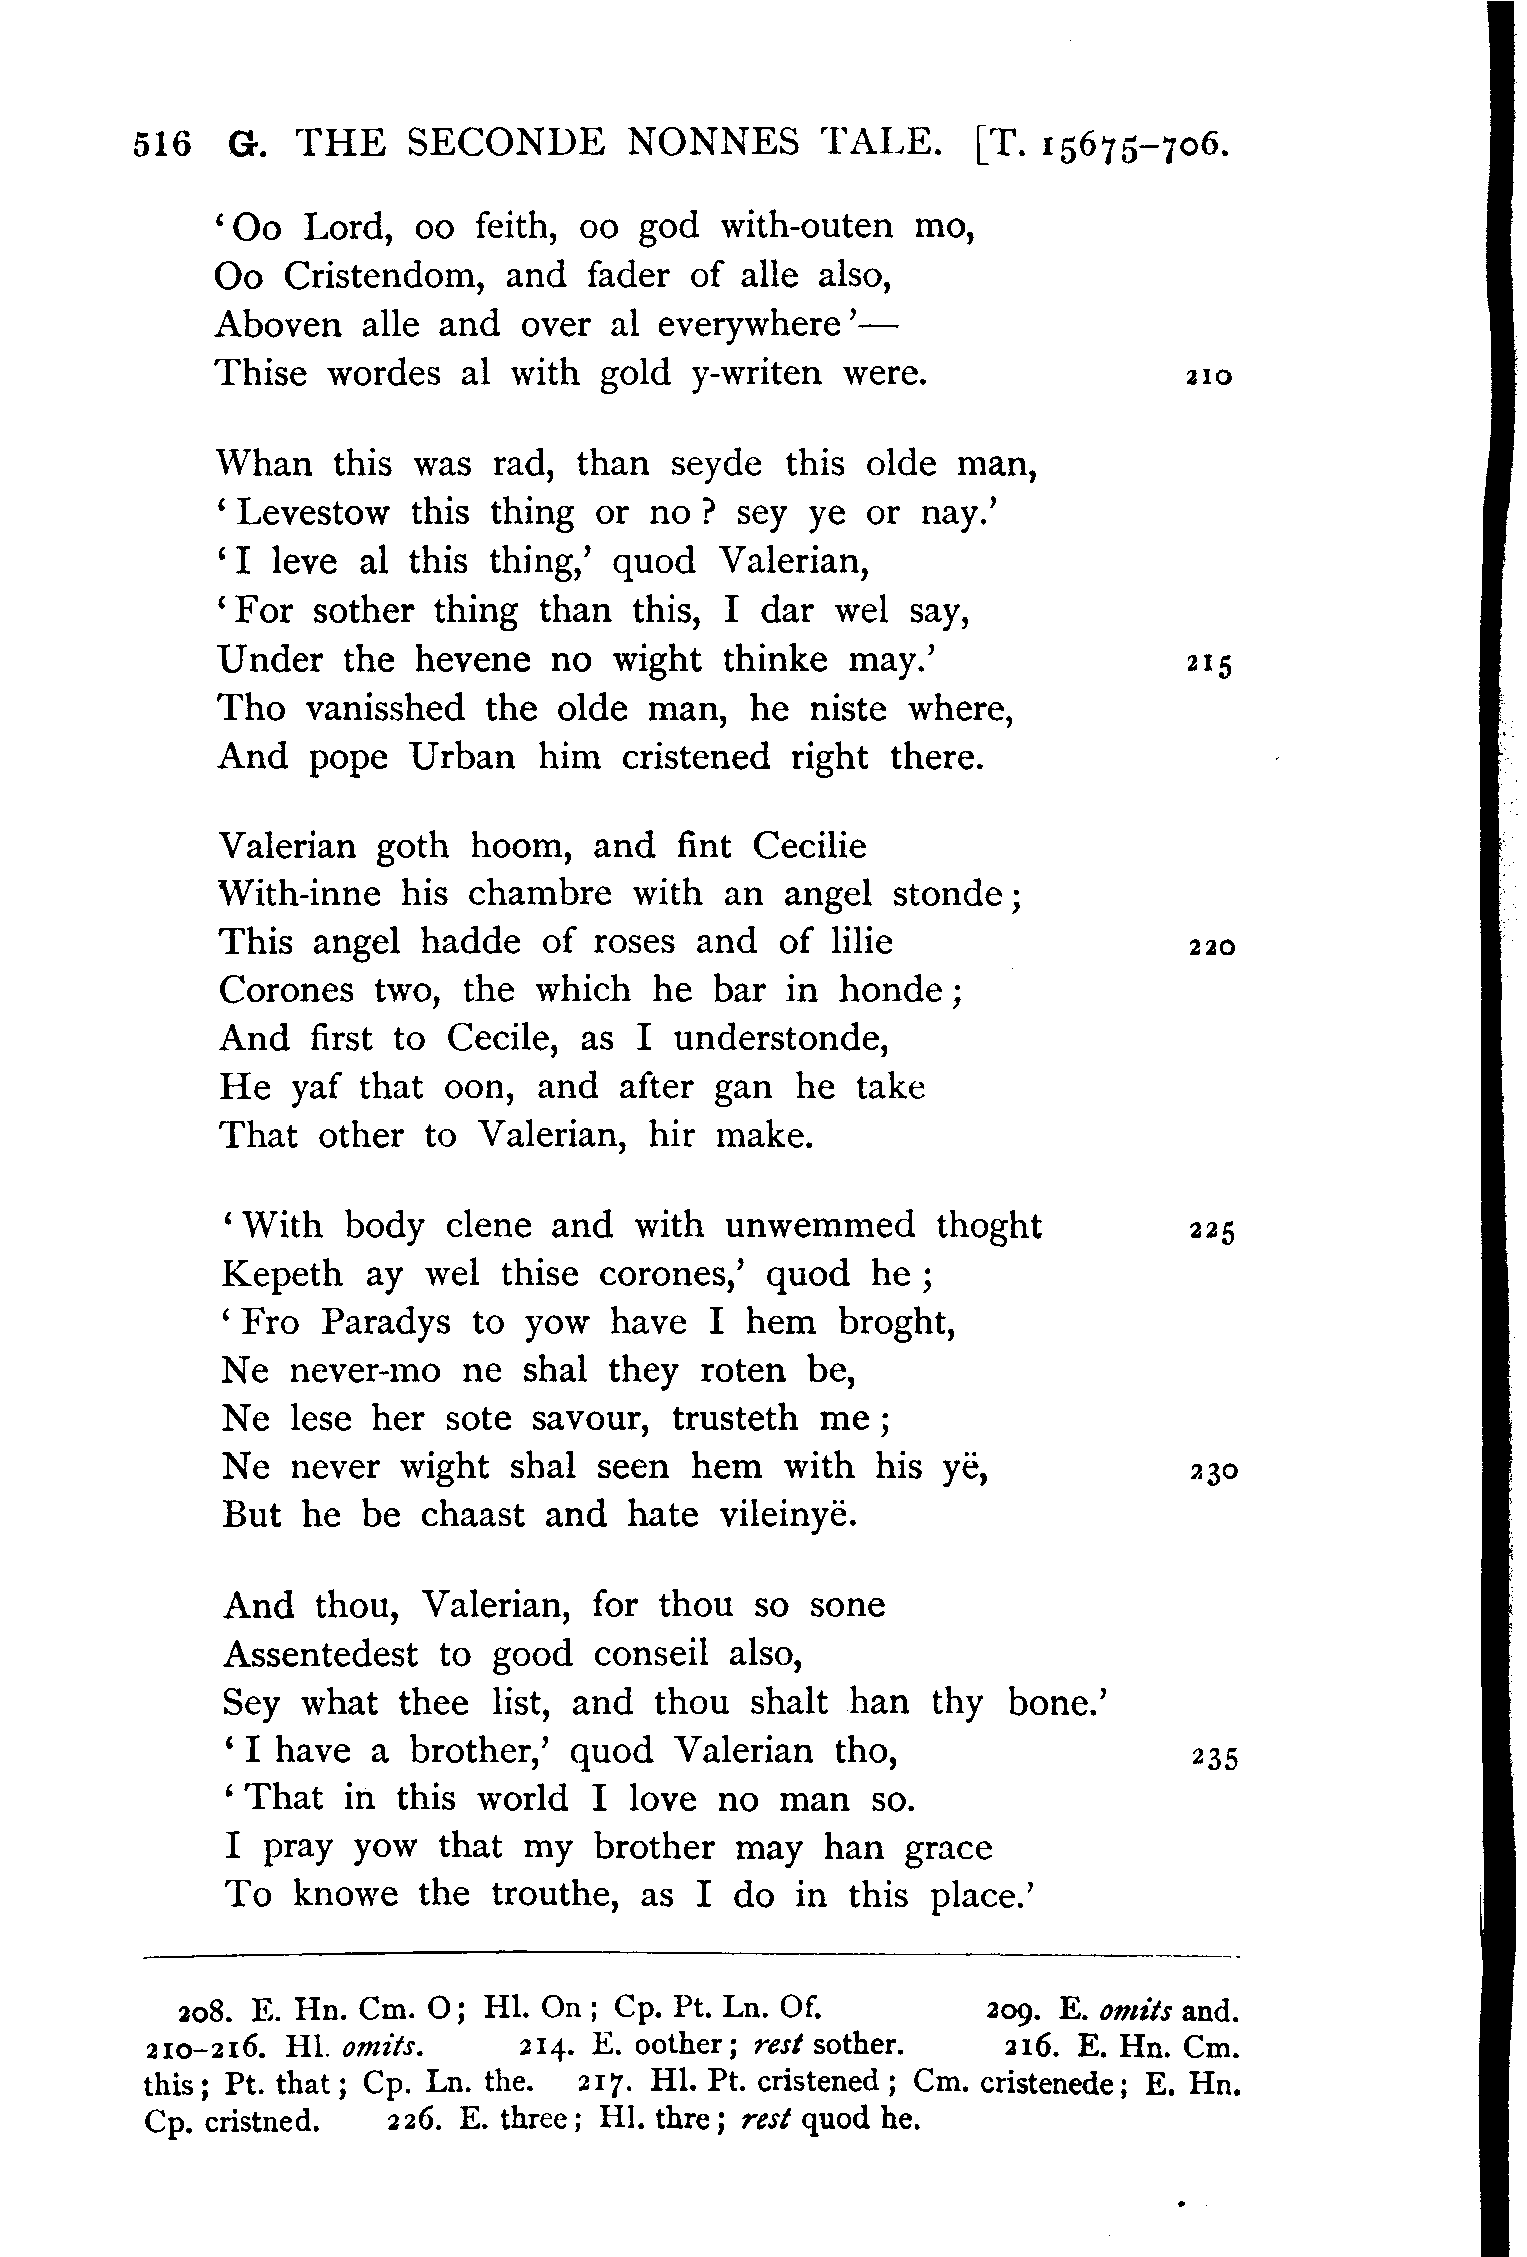 516 G. THE SECONDE NONNES TALE. [T. 15675–706.
‘Oo Lord, oo feith, oo god with-outen mo,
Oo Cristendom, and fader of alle also,
Aboven alle and over al everywhere’—
Thise wordes al with gold y-writen were. 210
Whan this was rad, than seyde this olde man,
‘Levestow this thing or no? sey ye or nay.’
‘I leve al this thing,’ quod Valerian,
‘For sother thing than this, I dar wel say,
Under the hevene no wight thinke may.’ 215
Tho vanisshed the olde man, he niste where,
And pope Urban him cristened right there.
Valerian goth hoom, and fint Cecilie
With-inne his chambre with an angel stonde;
This angel hadde of roses and of lilie 220
Corones two, the which he bar in honde;
And first to Cecile, as I understonde,
He yaf that oon, and after gan he take
That other to Valerian, hir make.
‘With body clene and with unwemmed thoght 225
Kepeth ay wel thise corones,’ quod he;
‘Fro Paradys to yow have I hem broght,
Ne never-mo ne shal they roten be,
Ne lese her sote savour, trusteth me;
Ne never wight shal seen hem with his yë, 230
But he be chaast and hate vileinyë.
And thou, Valerian, for thou so sone
Assentedest to good conseil also,
Sey what thee list, and thou shalt han thy bone.’
‘I have a brother,’ quod Valerian tho, 235
‘That in this world I love no man so.
I pray yow that my brother may han grace
To knowe the trouthe, as I do in this place.’
208. E. Hn. Cm. O; Hl. On; Cp. Pt. Ln. Of. 209. E. omits and.
210–216. Hl. omits. 214. E. oother; rest sother. 216. E. Hn. Cm.
this; Pt. that; Cp. Ln. the. 217. Hl. Pt. cristened; Cm. cristenede; E. Hn.
Cp. cristned. 226. E. three; Hl. thre; rest quod he.